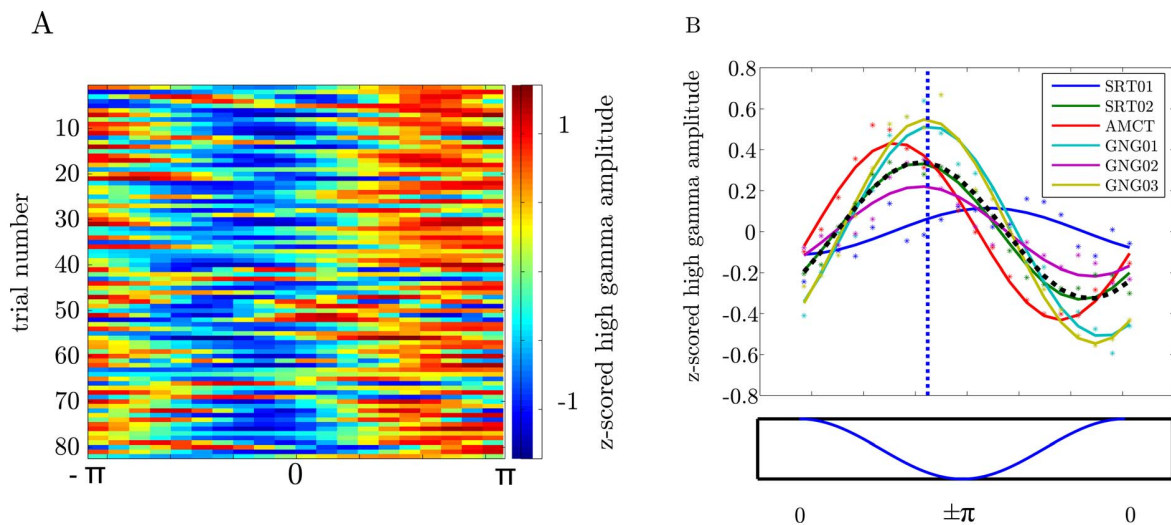 A
trial number
10
20
30
40
50
60
70
80
- π
0
π
1
-1
z-scored high gamma amplitude
B
z-scored high gamma amplitude
0.8
0.6
0.4
0.2
0
-0.2
-0.4
-0.6
-0.8
SRT01
SRT02
AMCT
GNG01
GNG02
GNG03
0
±π
0